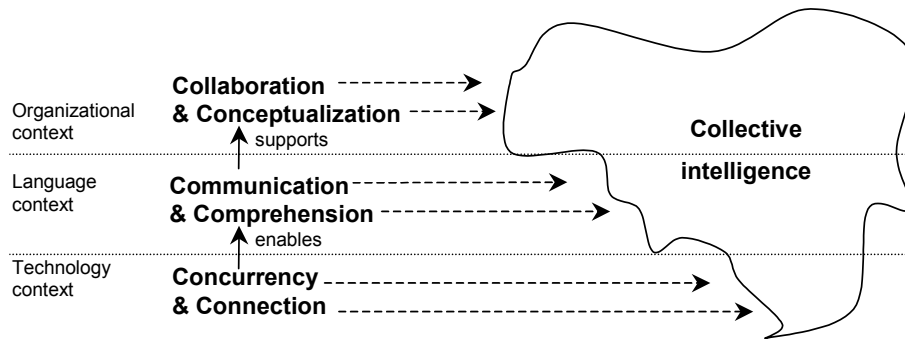 Collaboration
& Conceptualization
Organizational
context
supports
Collective
intelligence
Language
context
Communication
& Comprehension
enables
Technology
context
Concurrency
& Connection